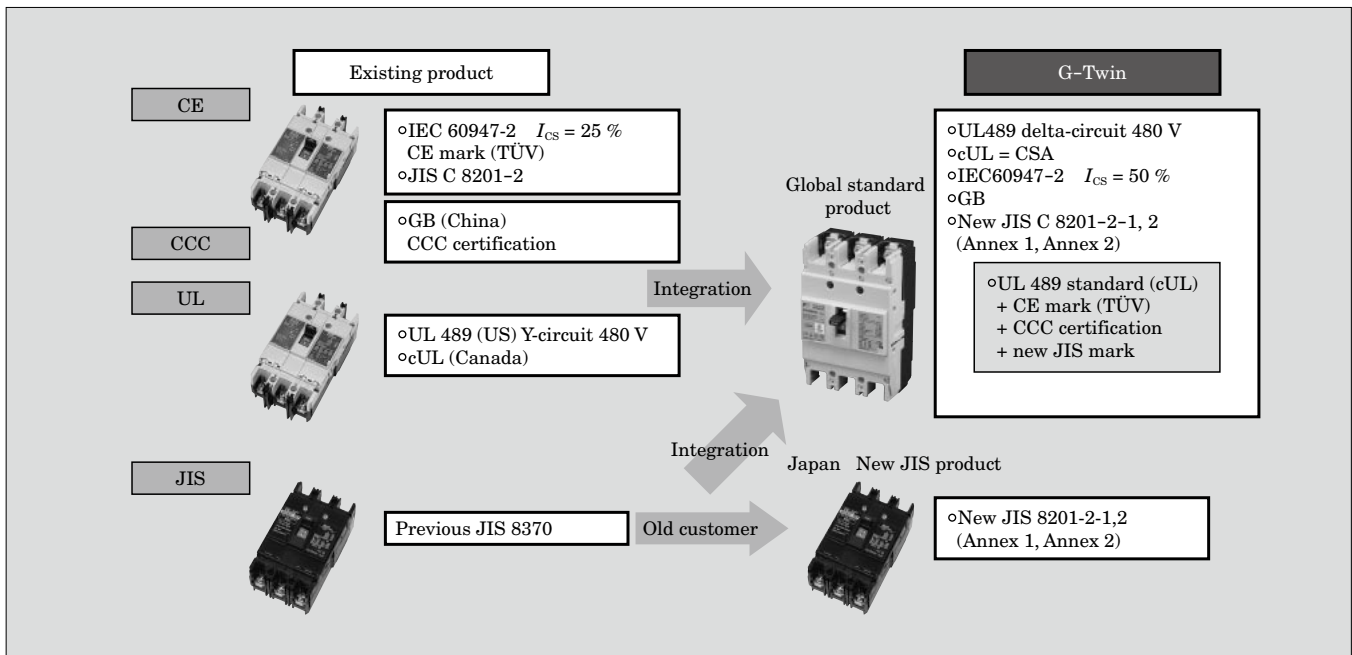 Existing product
G-Twin
CE
○IEC 60947-2 I_CS = 25 %
CE mark (TÜV)
○JIS C 8201-2
CCC
○GB (China)
CCC certification
UL
○UL 489 (US) Y-circuit 480 V
○cUL (Canada)
Integration
Global standard
product
○UL489 delta-circuit 480 V
○cUL = CSA
○IEC60947-2 I_CS = 50 %
○GB
○New JIS C 8201-2-1, 2
(Annex 1, Annex 2)
○UL 489 standard (cUL)
+ CE mark (TÜV)
+ CCC certification
+ new JIS mark
Integration
JIS
Previous JIS 8370
Old customer
Japan New JIS product
○New JIS 8201-2-1,2
(Annex 1, Annex 2)